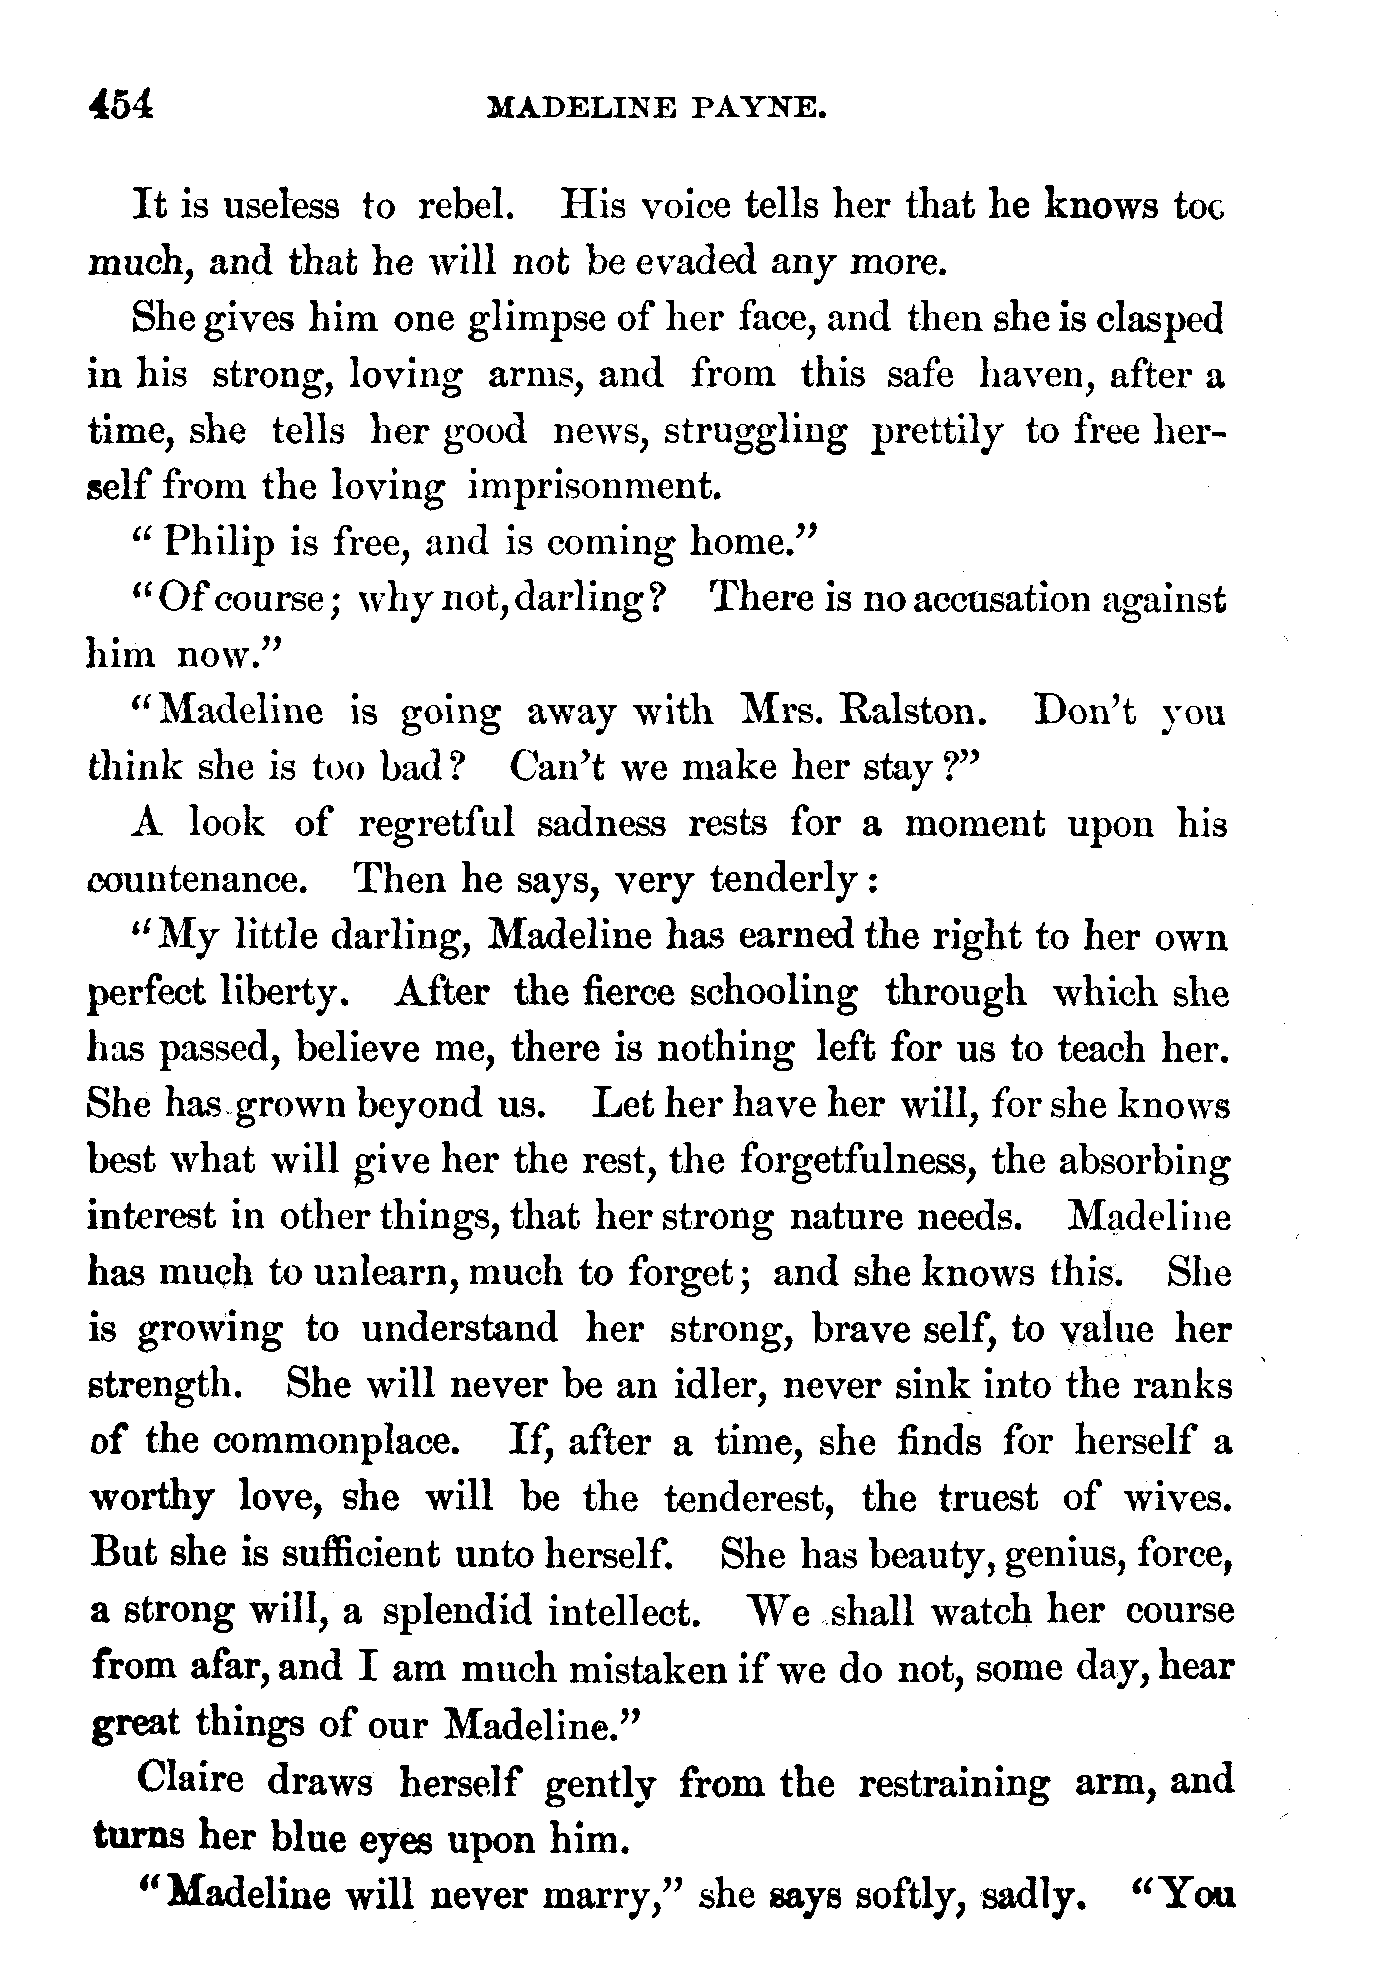 454 MADELINE PAYNE.
It is useless to rebel. His voice tells her that he knows too
much, and that he will not be evaded any more.
She gives him one glimpse of her face, and then she is clasped
in his strong, loving arms, and from this safe haven, after a
time, she tells her good news, struggling prettily to free her-
self from the loving imprisonment.
"Philip is free, and is coming home."
"Of course; why not, darling? There is no accusation against
him now."
"Madeline is going away with Mrs. Ralston. Don't you
think she is too bad? Can't we make her stay?"
A look of regretful sadness rests for a moment upon his
countenance. Then he says, very tenderly:
"My little darling, Madeline has earned the right to her own
perfect liberty. After the fierce schooling through which she
has passed, believe me, there is nothing left for us to teach her.
She has grown beyond us. Let her have her will, for she knows
best what will give her the rest, the forgetfulness, the absorbing
interest in other things, that her strong nature needs. Madeline
has much to unlearn, much to forget; and she knows this. She
is growing to understand her strong, brave self, to value her
strength. She will never be an idler, never sink into the ranks
of the commonplace. If, after a time, she finds for herself a
worthy love, she will be the tenderest, the truest of wives.
But she is sufficient unto herself. She has beauty, genius, force,
a strong will, a splendid intellect. We shall watch her course
from afar, and I am much mistaken if we do not, some day, hear
great things of our Madeline."
Claire draws herself gently from the restraining arm, and
turns her blue eyes upon him.
"Madeline will never marry," she says softly, sadly. "You